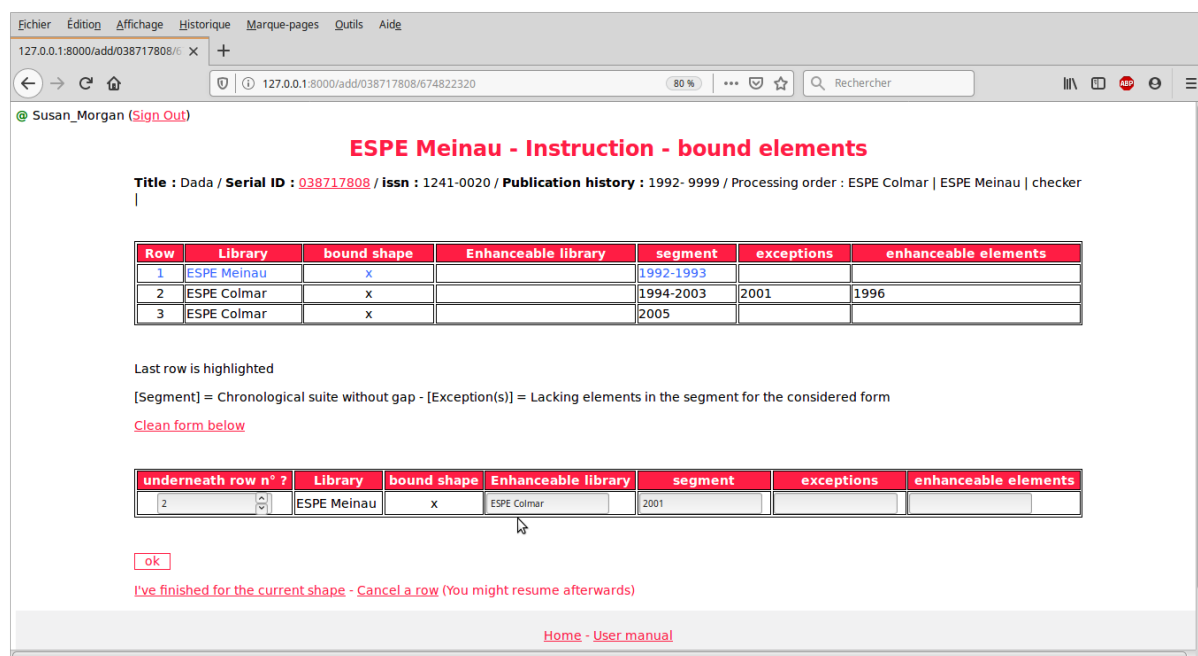 Fichier Édition Affichage Historique Marque-pages Outils Aide
127.0.0.1:8000/add/038717808/6
127.0.0.1:8000/add/038717808/674822320 80 % Rechercher ABP
@ Susan_Morgan (Sign Out)
ESPE Meinau - Instruction - bound elements
Title : Dada / Serial ID : 038717808 / issn : 1241-0020 / Publication history : 1992- 9999 / Processing order : ESPE Colmar | ESPE Meinau | checker
|
Row Library bound shape Enhanceable library segment exceptions enhanceable elements
1 ESPE Meinau x 1992-1993
2 ESPE Colmar x 1994-2003 2001 1996
3 ESPE Colmar x 2005
Last row is highlighted
[Segment] = Chronological suite without gap - [Exception(s)] = Lacking elements in the segment for the considered form
Clean form below
underneath row n° ? Library bound shape Enhanceable library segment exceptions enhanceable elements
2 ESPE Meinau x ESPE Colmar 2001
ok
I've finished for the current shape - Cancel a row (You might resume afterwards)
Home - User manual